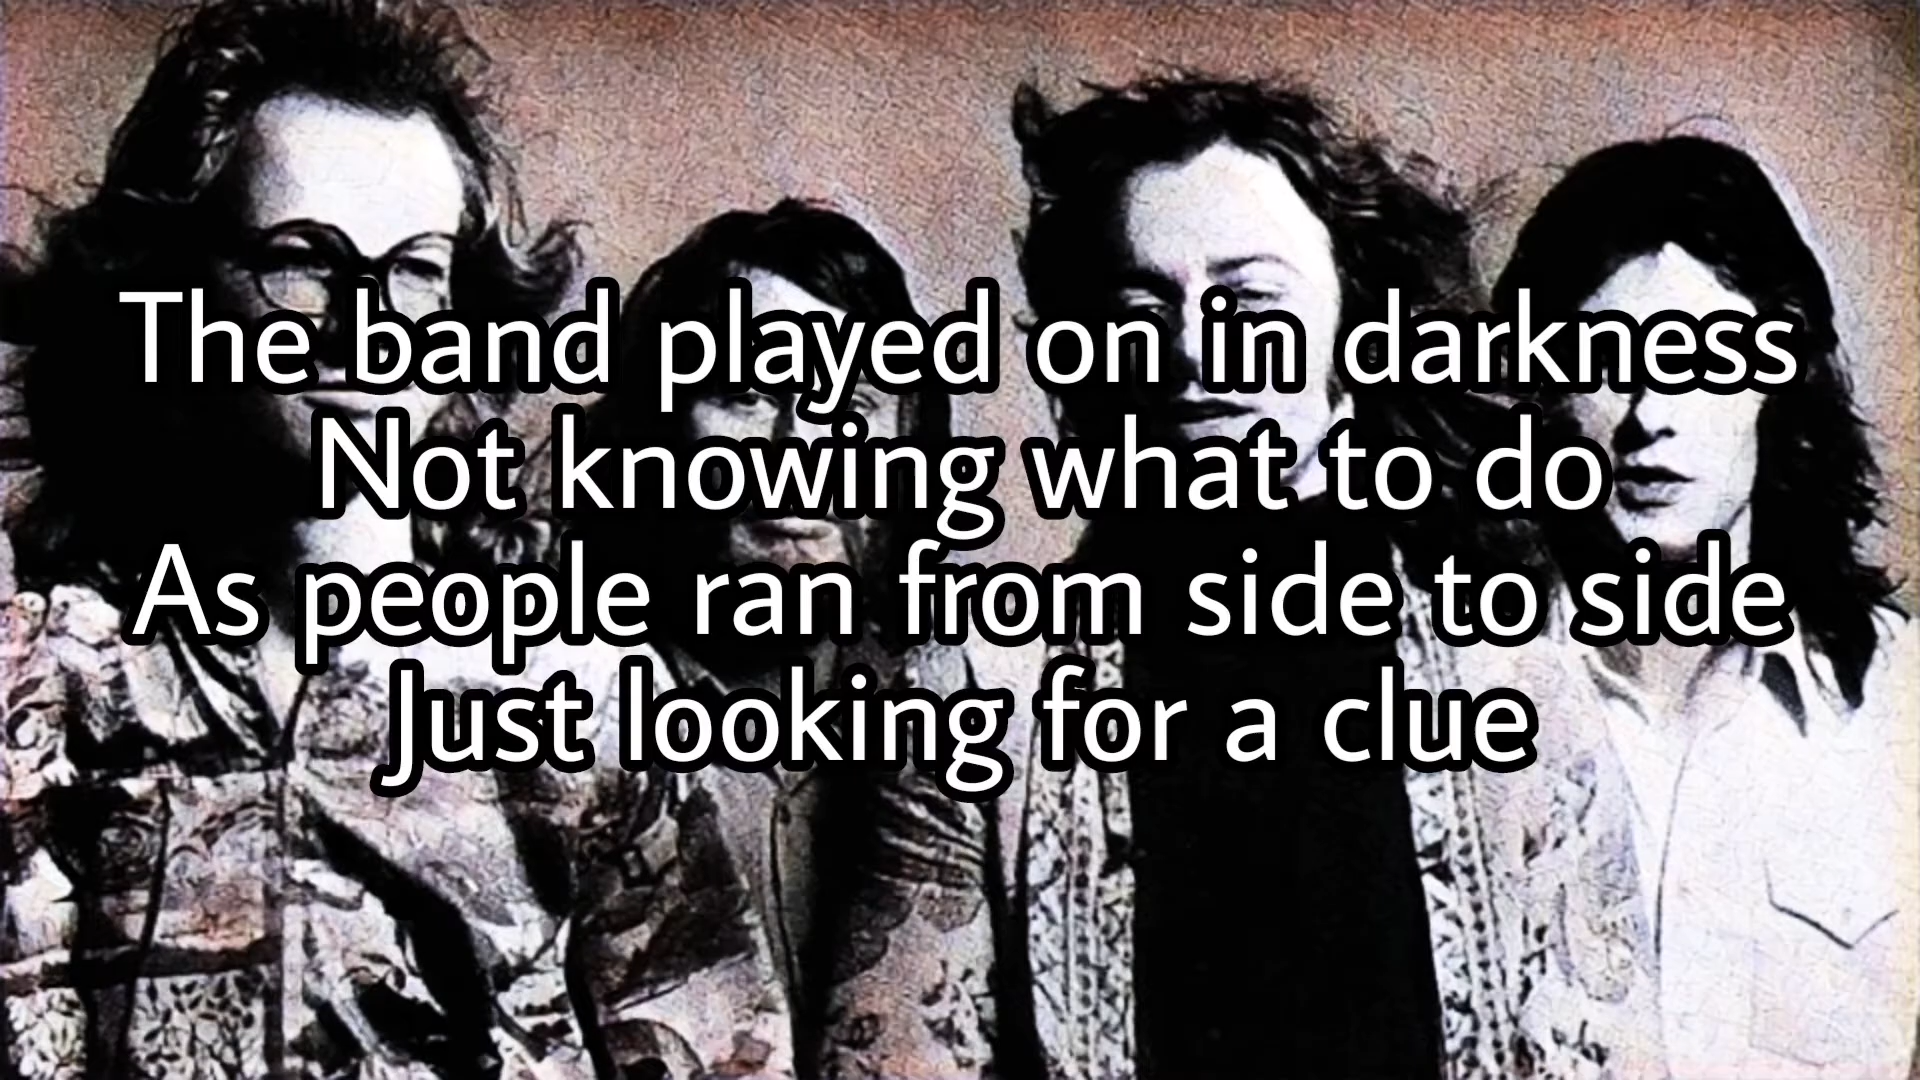 The band played on in darkness
Not knowing what to do
As people ran from side to side
Just looking for a clue